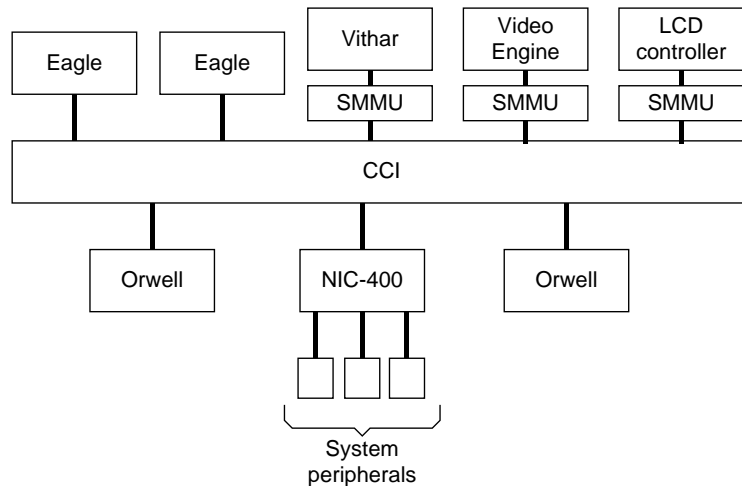 Eagle
Eagle
Vithar
Video
Engine
LCD
controller
SMMU
SMMU
SMMU
CCI
Orwell
NIC-400
Orwell
System
peripherals